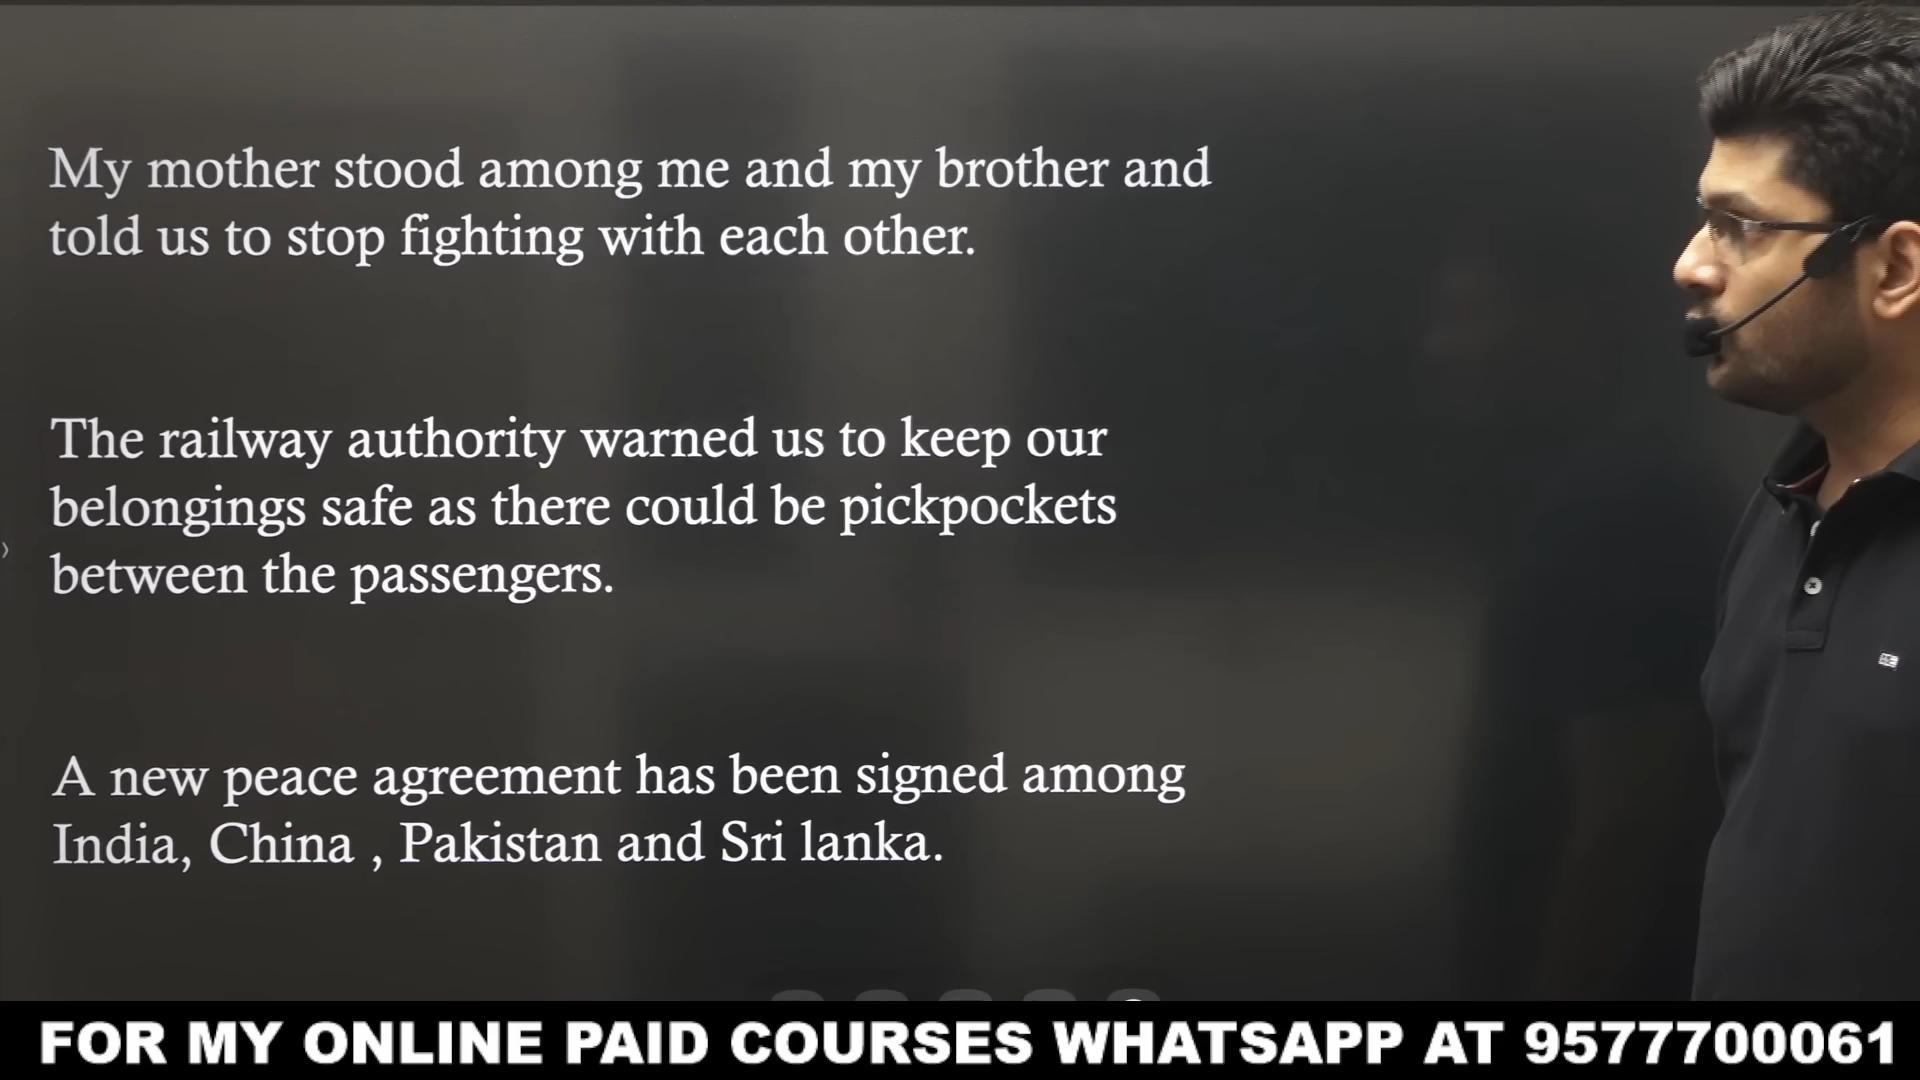 My mother stood among me and my brother and
told us to stop fighting with each other.
The railway authority warned us to keep our
belongings safe as there could be pickpockets
between the passengers.
A new peace agreement has been signed among
India, China , Pakistan and Sri lanka.
FOR MY ONLINE PAID COURSES WHATSAPP AT 9577700061